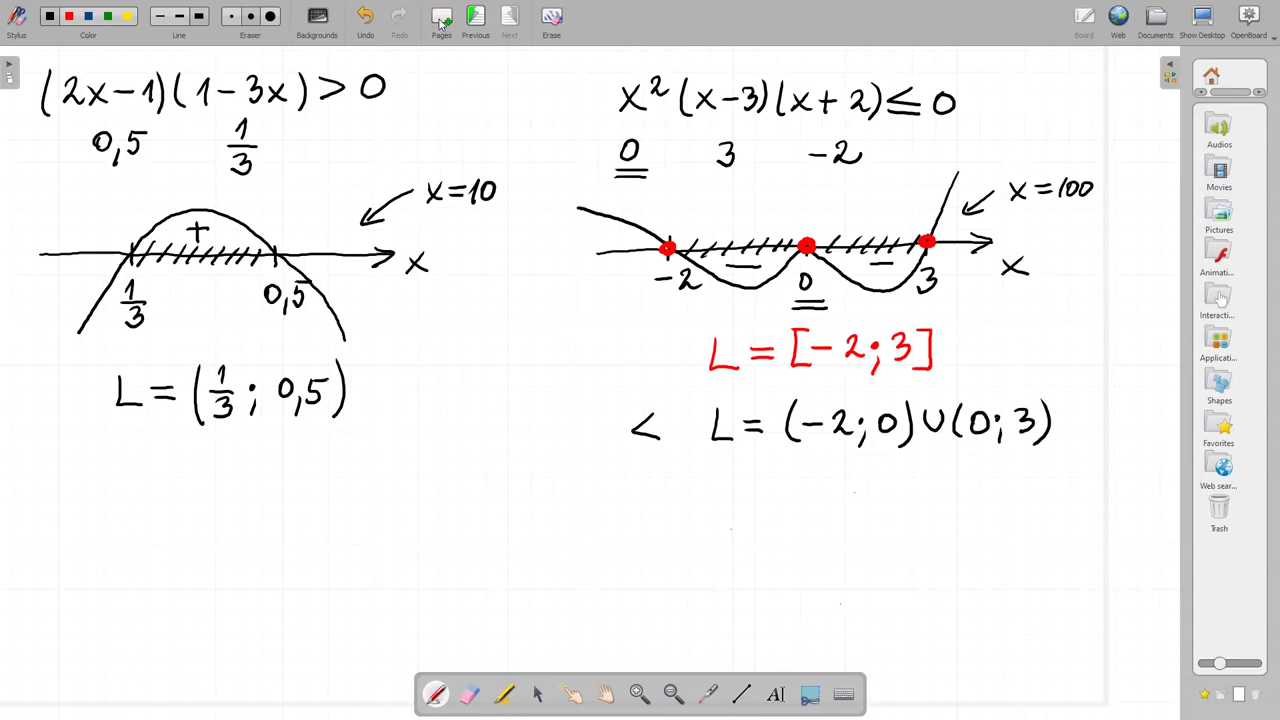 Stylus Color Line Eraser Backgrounds Undo Redo Pages Previous Next Erase Board Web Documents Show Desktop OpenBoard
(2x-1)(1-3x)>0
0,5 1/3
x=10
+
x
1/3 0,5
L=(1/3; 0,5)
x²(x-3)(x+2)≤0
0 3 -2
x=100
- -
-2 0 3 x
L=[-2;3]
< L=(-2;0)∪(0;3)
Audios
Movies
Pictures
Animati...
Interacti...
Applicati...
Shapes
Favorites
Web sear...
Trash
AI